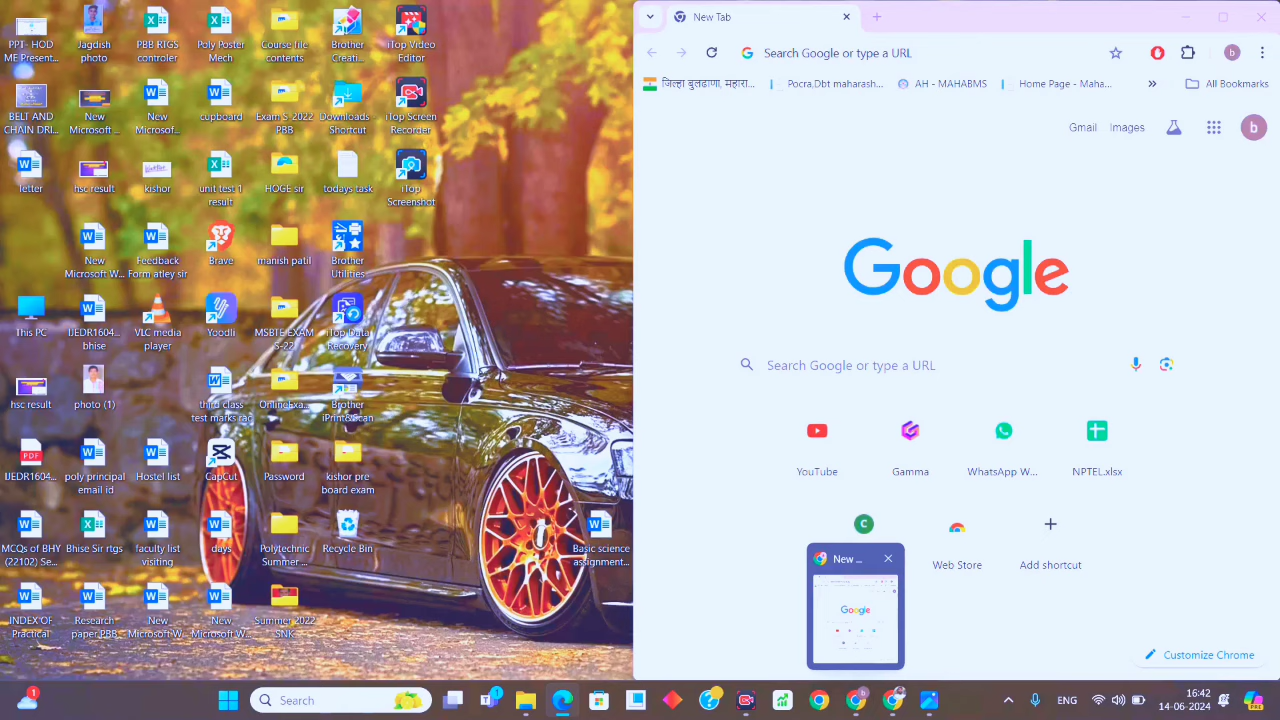 PPT- HOD
ME Present...
Jagdish
photo
PBB RTGS
controler
Poly Poster
Mech
Course file
contents
Brother
Creati...
iTop Video
Editor
BELT AND
CHAIN DRI...
New
Microsoft ...
New
Microsof...
cupboard
Exam S-2022
PBB
Downloads
Shortcut
iTop Screen
Recorder
letter
hsc result
kishor
unit test 1
result
HOGE sir
todays task
iTop
Screenshot
New
Microsoft W...
Feedback
Form atley sir
Brave
manish patil
Brother
Utilities
This PC
IJEDR1604...
bhise
VLC media
player
Yoodli
MSBTE EXAM
S-22
iTop Data
Recovery
hsc result
photo (1)
third class
test marks rac
OnlineExa...
Brother
iPrint&Scan
PDF
IJEDR1604...
poly principal
email id
Hostel list
CapCut
Password
kishor pre
board exam
MCQs of BHY
(22102) Se...
Bhise Sir rtgs
faculty list
visiting
days
Polytechnic
Summer ...
Recycle Bin
Basic science
assignment...
INDEX OF
Practical
Research
paper PBB
New
Microsoft W...
New
Microsoft W...
Summer 2022
SNK
New Tab
Search Google or type a URL
b
जिल्हा बुलढाणा, महारा...
Pocra,Dbt maharash...
AH - MAHABMS
Home Page - Maha...
»
All Bookmarks
Gmail
Images
b
Google
Search Google or type a URL
YouTube
Gamma
WhatsApp W...
NPTEL.xlsx
C
Web Store
Add shortcut
New ...
Google
Customize Chrome
1
Search
1
ENG
16:42
14-06-2024